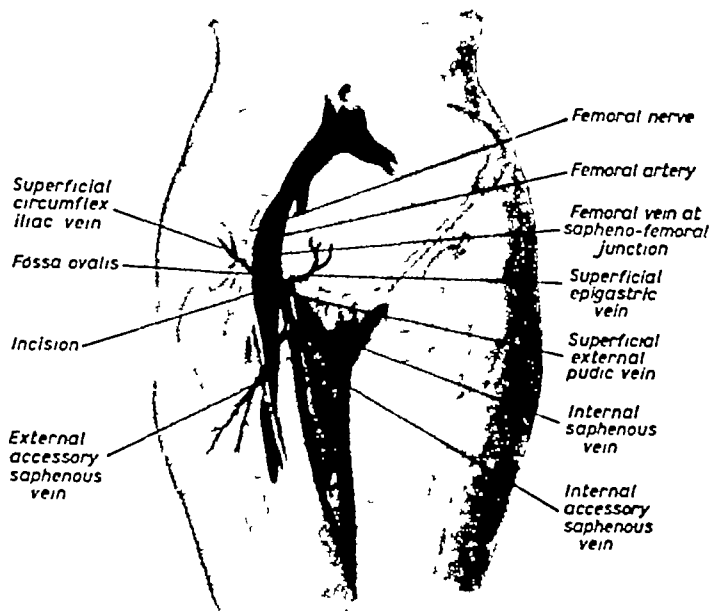 Superficial
circumflex
iliac vein
Fossa ovalis
Incision
External
accessory
saphenous
vein
Femoral nerve
Femoral artery
Femoral vein at
sapheno-femoral
junction
Superficial
epigastric
vein
Superficial
external
pudic vein
Internal
saphenous
vein
Internal
accessory
saphenous
vein